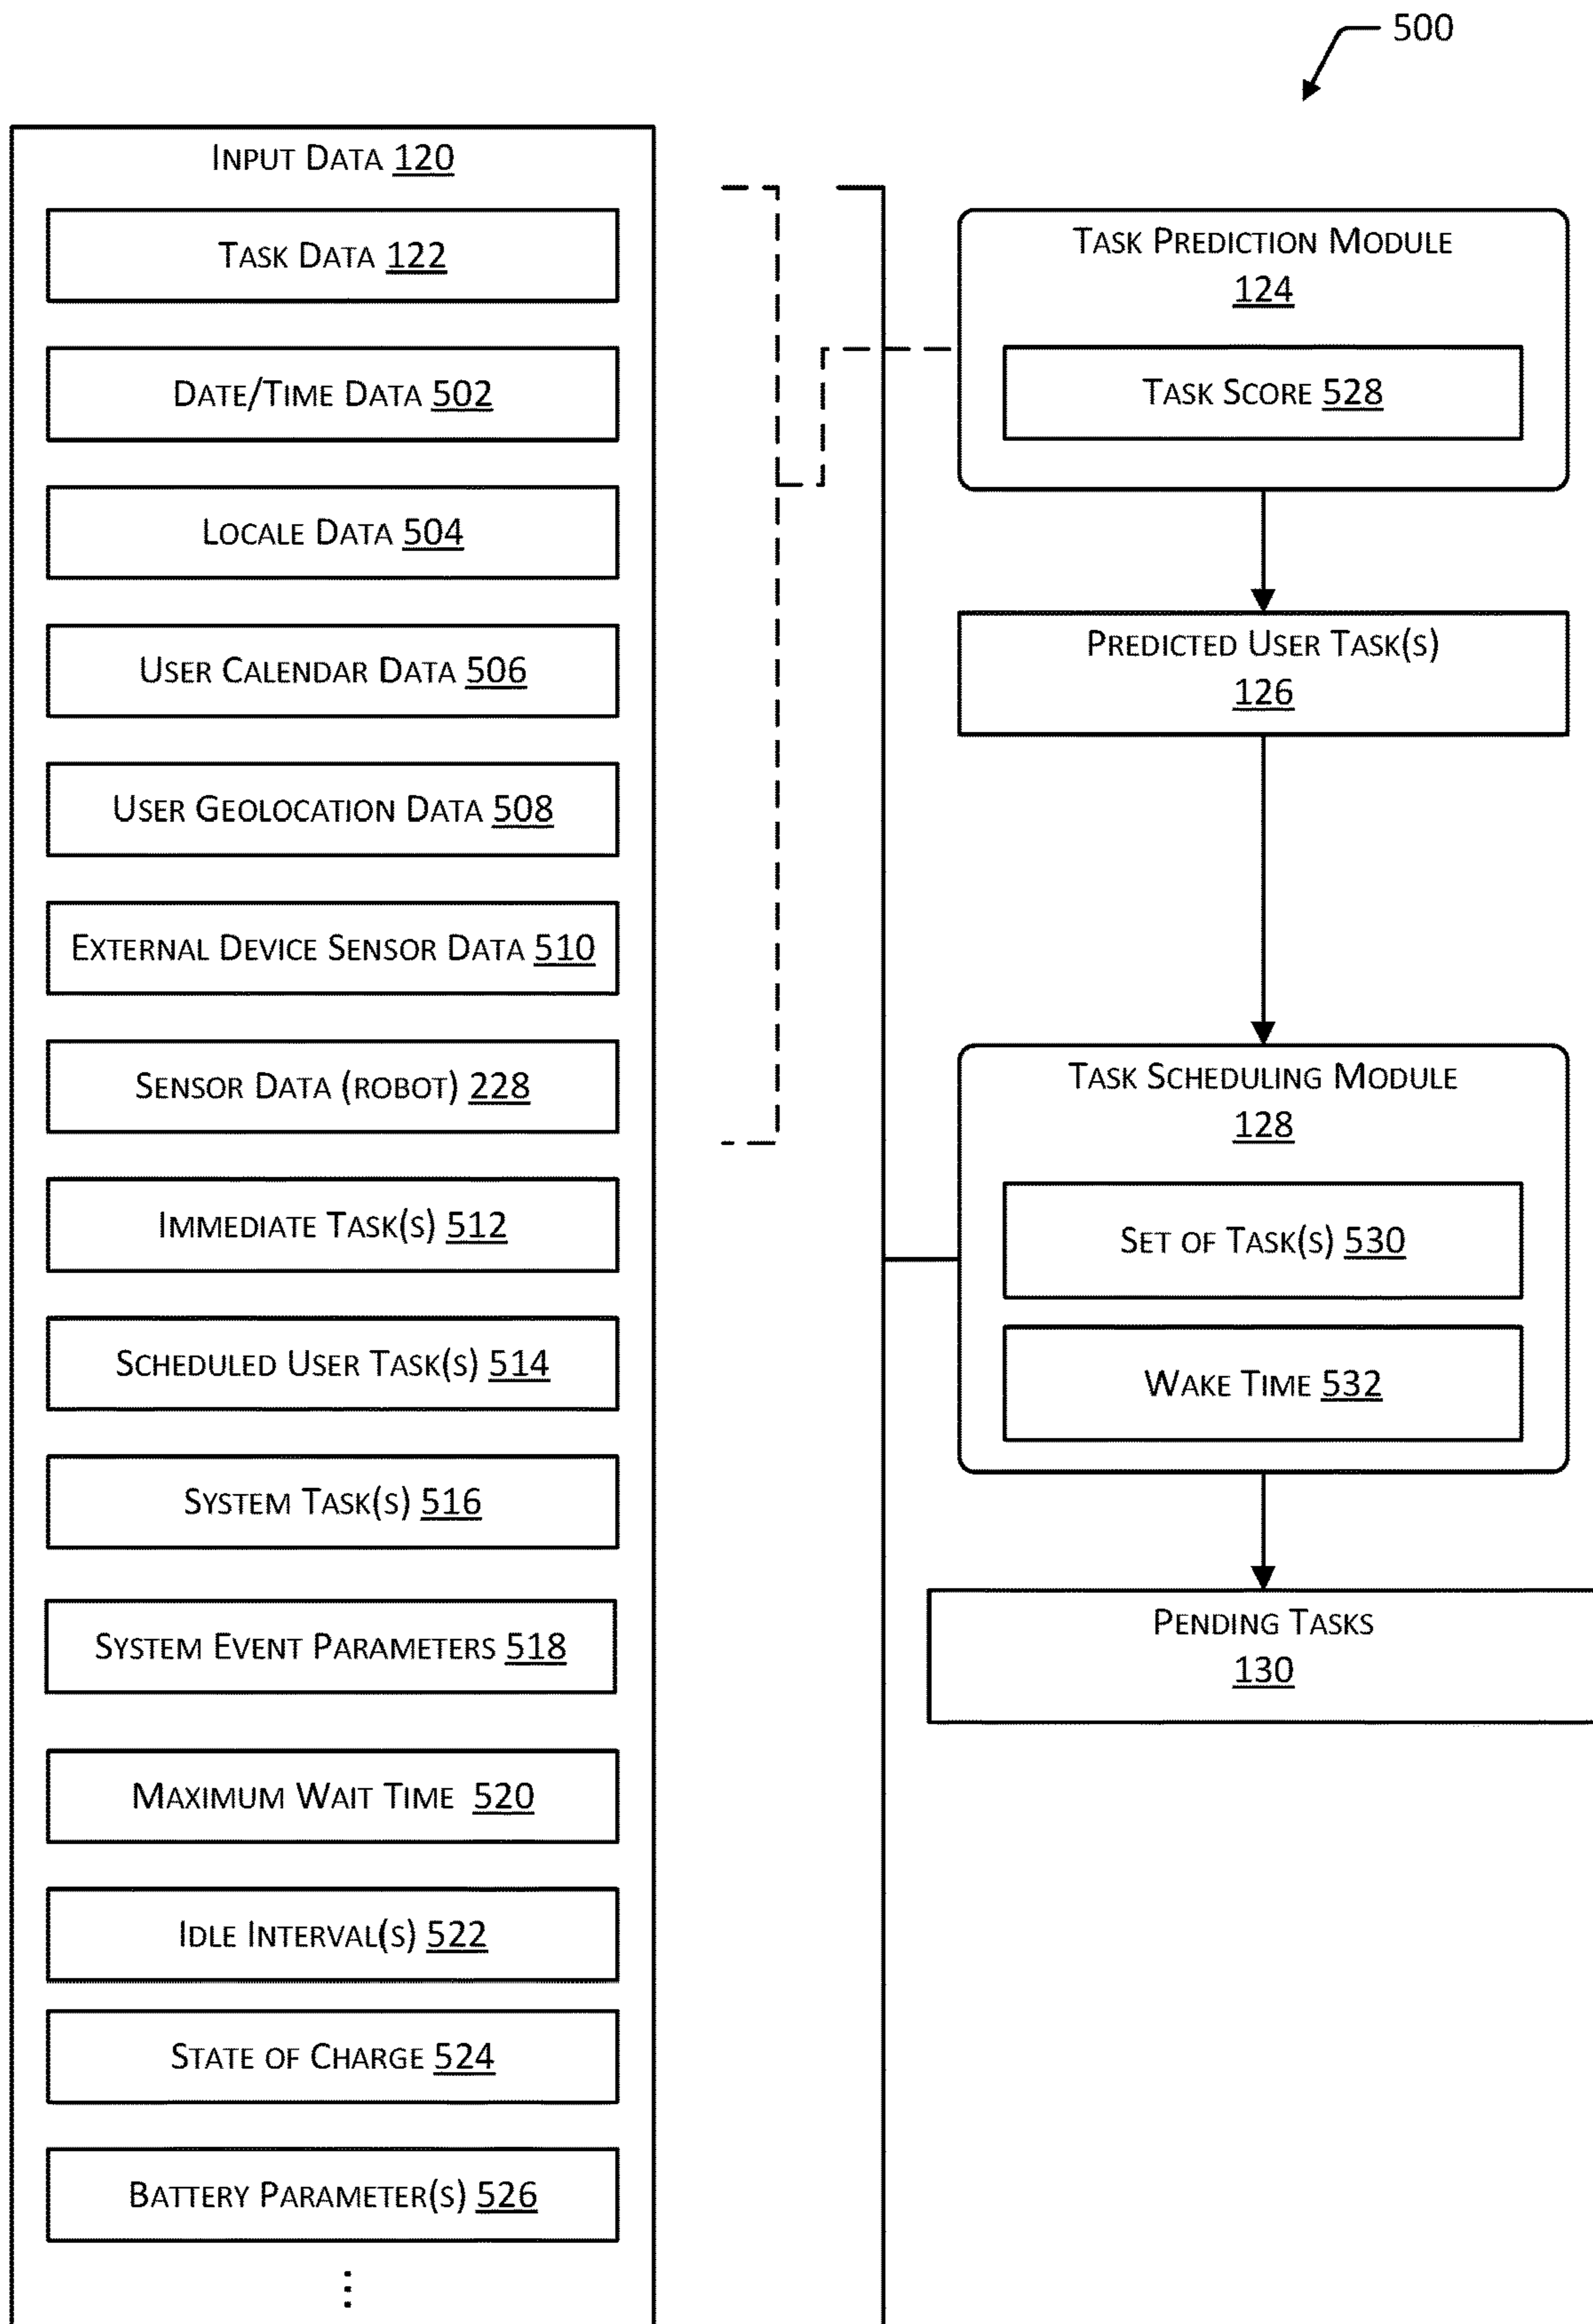 500
INPUT DATA 120
TASK DATA 122
DATE/TIME DATA 502
LOCALE DATA 504
USER CALENDAR DATA 506
USER GEOLOCATION DATA 508
EXTERNAL DEVICE SENSOR DATA 510
SENSOR DATA (ROBOT) 228
IMMEDIATE TASK(S) 512
SCHEDULED USER TASK(S) 514
SYSTEM TASK(S) 516
SYSTEM EVENT PARAMETERS 518
MAXIMUM WAIT TIME 520
IDLE INTERVAL(S) 522
STATE OF CHARGE 524
BATTERY PARAMETER(S) 526
⋮
TASK PREDICTION MODULE
124
TASK SCORE 528
PREDICTED USER TASK(S)
126
TASK SCHEDULING MODULE
128
SET OF TASK(S) 530
WAKE TIME 532
PENDING TASKS
130